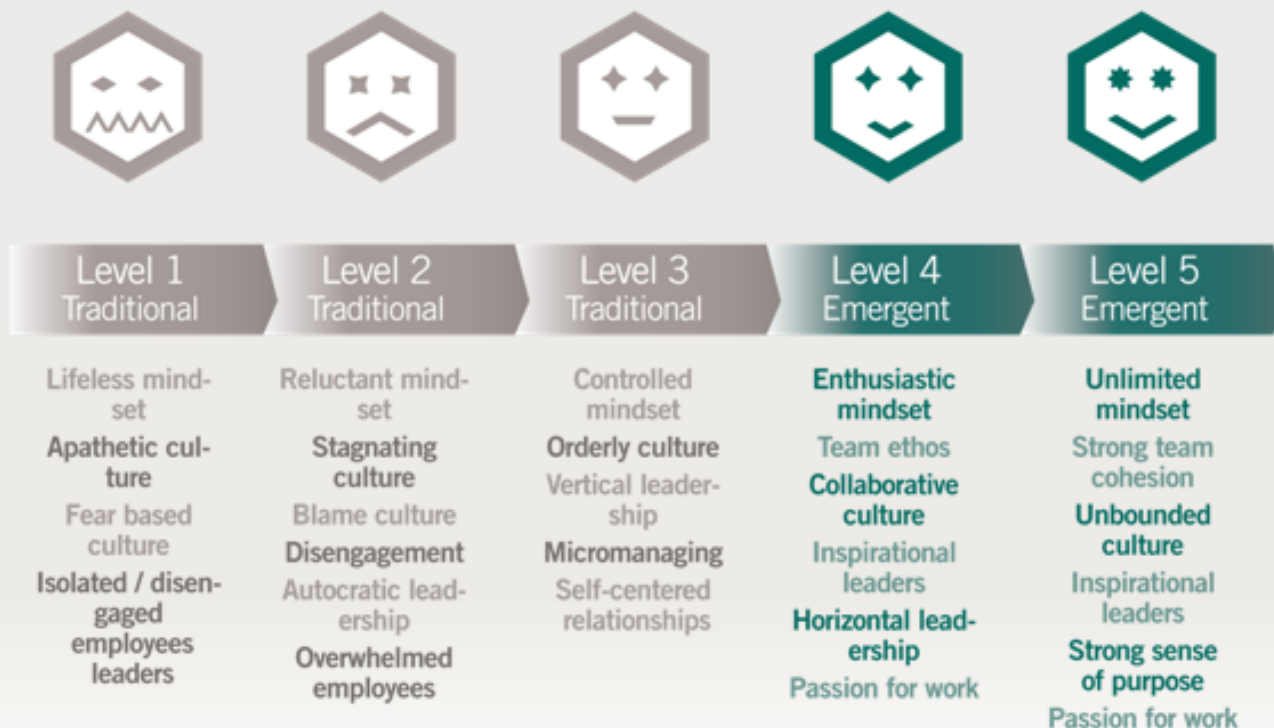 Level 1
Traditional
Level 2
Traditional
Level 3
Traditional
Level 4
Emergent
Level 5
Emergent
Lifeless mind-
set
Apathetic cul-
ture
Fear based
culture
Isolated / disen-
gaged
employees
leaders
Reluctant mind-
set
Stagnating
culture
Blame culture
Disengagement
Autocratic lead-
ership
Overwhelmed
employees
Controlled
mindset
Orderly culture
Vertical leader-
ship
Micromanaging
Self-centered
relationships
Enthusiastic
mindset
Team ethos
Collaborative
culture
Inspirational
leaders
Horizontal lead-
ership
Passion for work
Unlimited
mindset
Strong team
cohesion
Unbounded
culture
Inspirational
leaders
Strong sense
of purpose
Passion for work